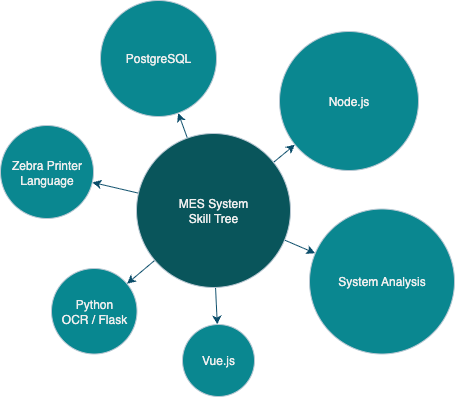 PostgreSQL
Node.js
Zebra Printer
Language
MES System
Skill Tree
System Analysis
Python
OCR / Flask
Vue.js